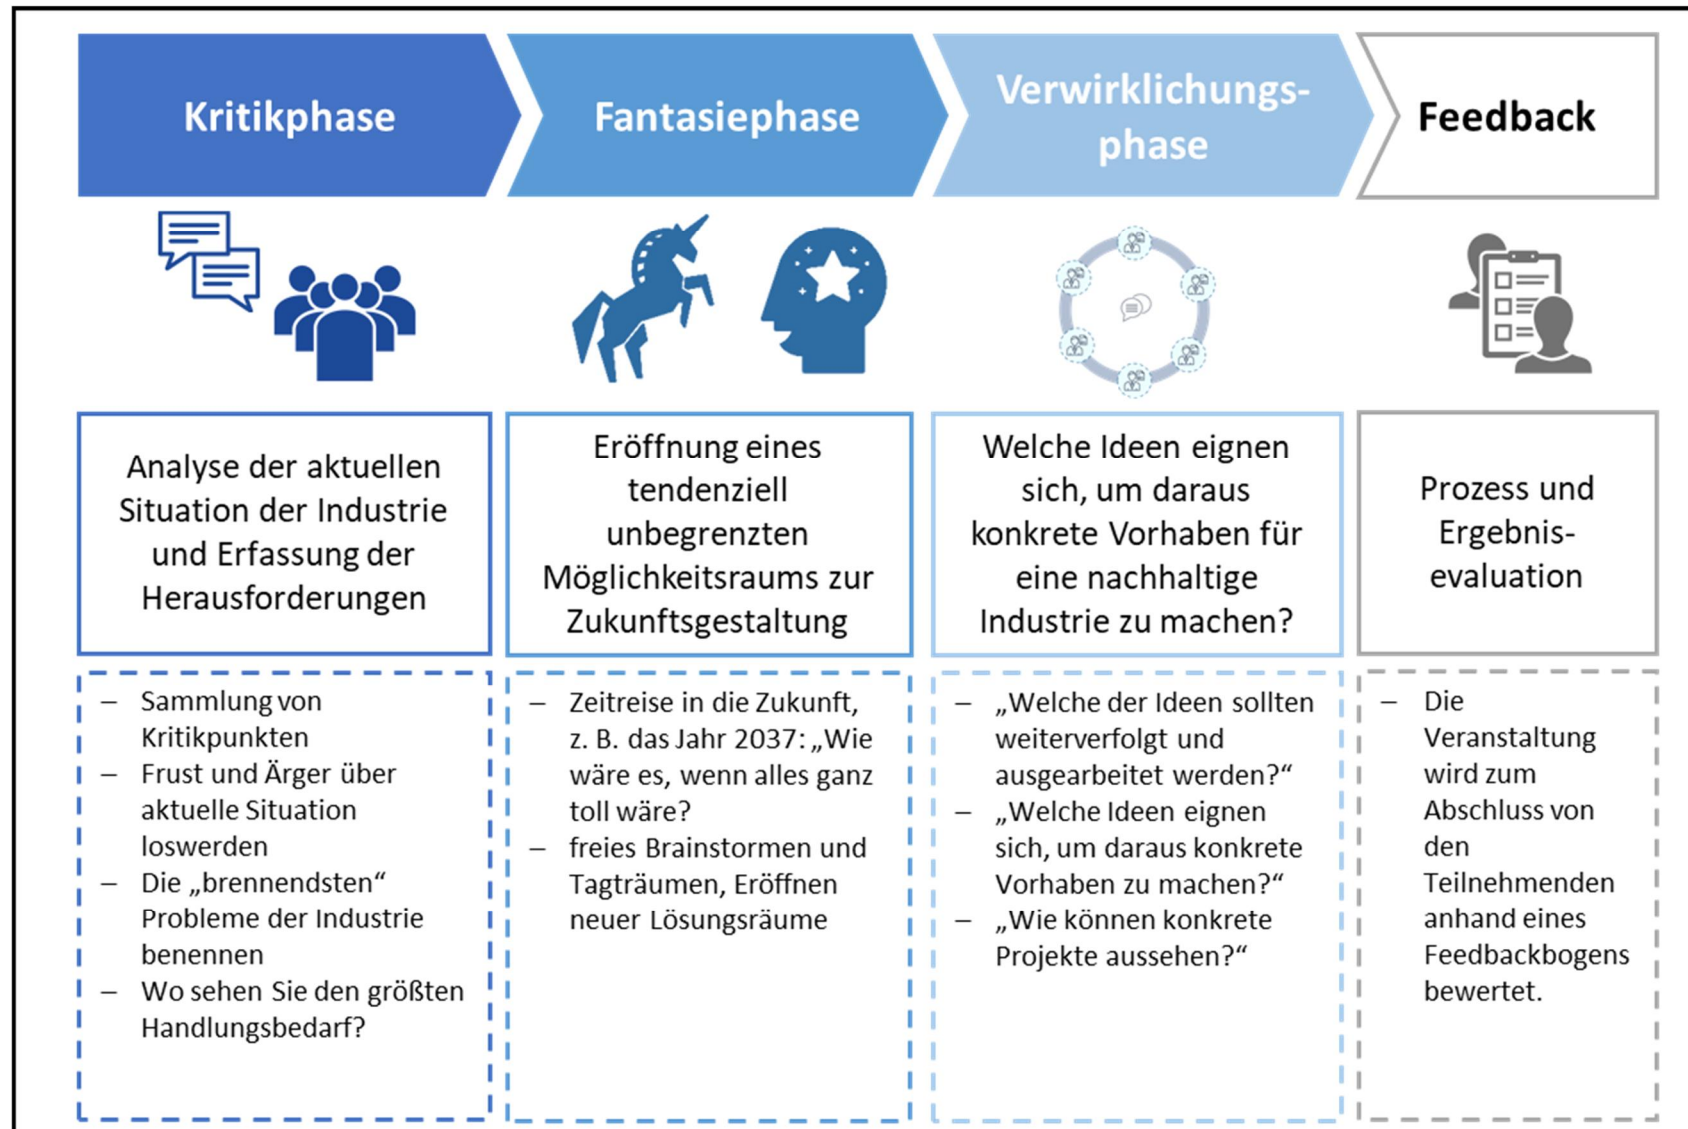 Kritikphase
Fantasiephase
Verwirklichungs-
phase
Feedback
Analyse der aktuellen
Situation der Industrie
und Erfassung der
Herausforderungen
Eröffnung eines
tendenziell
unbegrenzten
Möglichkeitsraums zur
Zukunftsgestaltung
Welche Ideen eignen
sich, um daraus
konkrete Vorhaben für
eine nachhaltige
Industrie zu machen?
Prozess und
Ergebnis-
evaluation
– Sammlung von
Kritikpunkten
– Frust und Ärger über
aktuelle Situation
loswerden
– Die „brennendsten“
Probleme der Industrie
benennen
– Wo sehen Sie den größten
Handlungsbedarf?
– Zeitreise in die Zukunft,
z. B. das Jahr 2037: „Wie
wäre es, wenn alles ganz
toll wäre?
– freies Brainstormen und
Tagträumen, Eröffnen
neuer Lösungsräume
– „Welche der Ideen sollten
weiterverfolgt und
ausgearbeitet werden?“
– „Welche Ideen eignen
sich, um daraus konkrete
Vorhaben zu machen?“
– „Wie können konkrete
Projekte aussehen?“
– Die
Veranstaltung
wird zum
Abschluss von
den
Teilnehmenden
anhand eines
Feedbackbogens
bewertet.